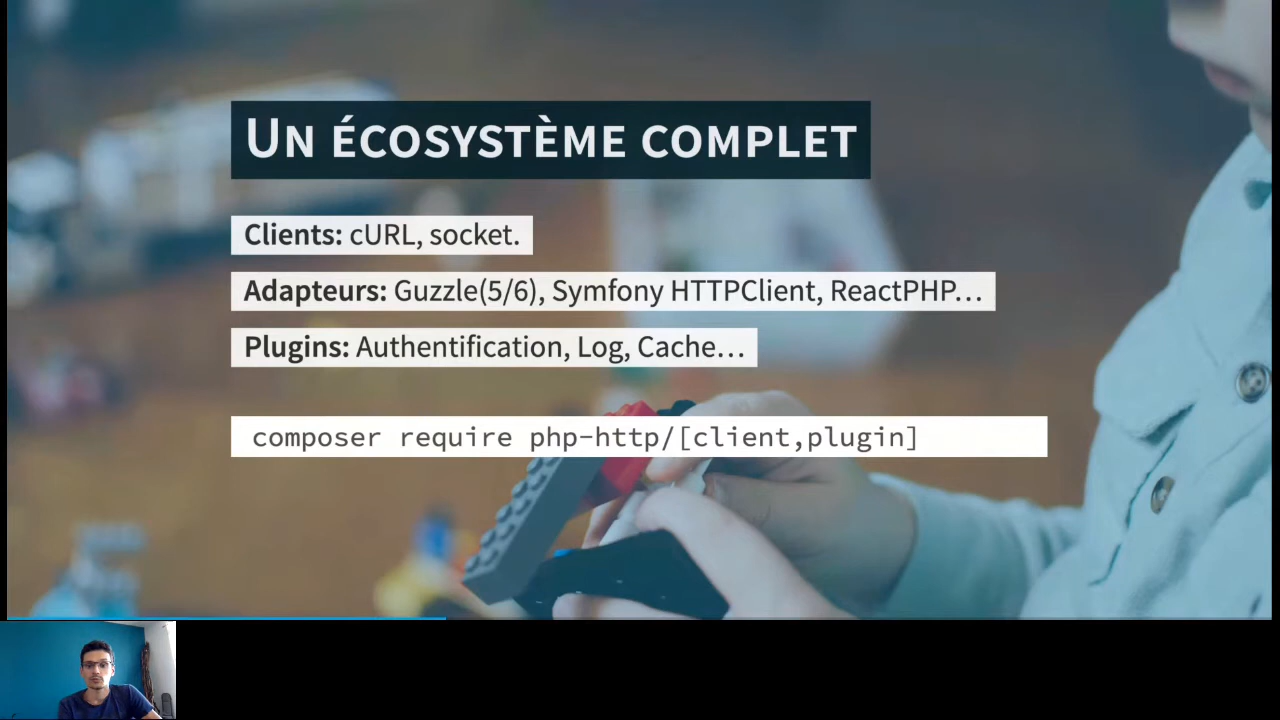 Un écosystème complet
Clients: cURL, socket.
Adapteurs: Guzzle(5/6), Symfony HTTPClient, ReactPHP…
Plugins: Authentification, Log, Cache…
composer require php-http/[client,plugin]